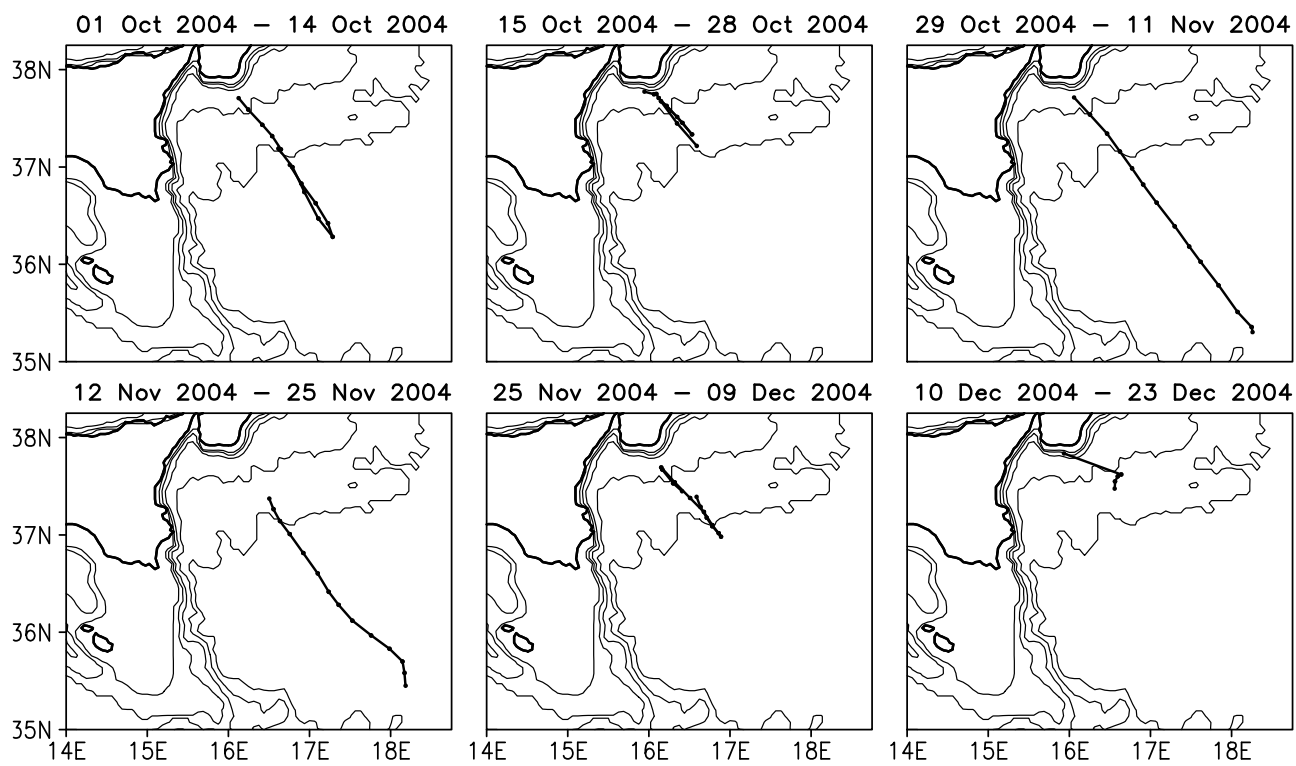 01 Oct 2004 – 14 Oct 2004
15 Oct 2004 – 28 Oct 2004
29 Oct 2004 – 11 Nov 2004
38N
37N
36N
35N
12 Nov 2004 – 25 Nov 2004
25 Nov 2004 – 09 Dec 2004
10 Dec 2004 – 23 Dec 2004
38N
37N
36N
35N
14E 15E 16E 17E 18E
14E 15E 16E 17E 18E
14E 15E 16E 17E 18E